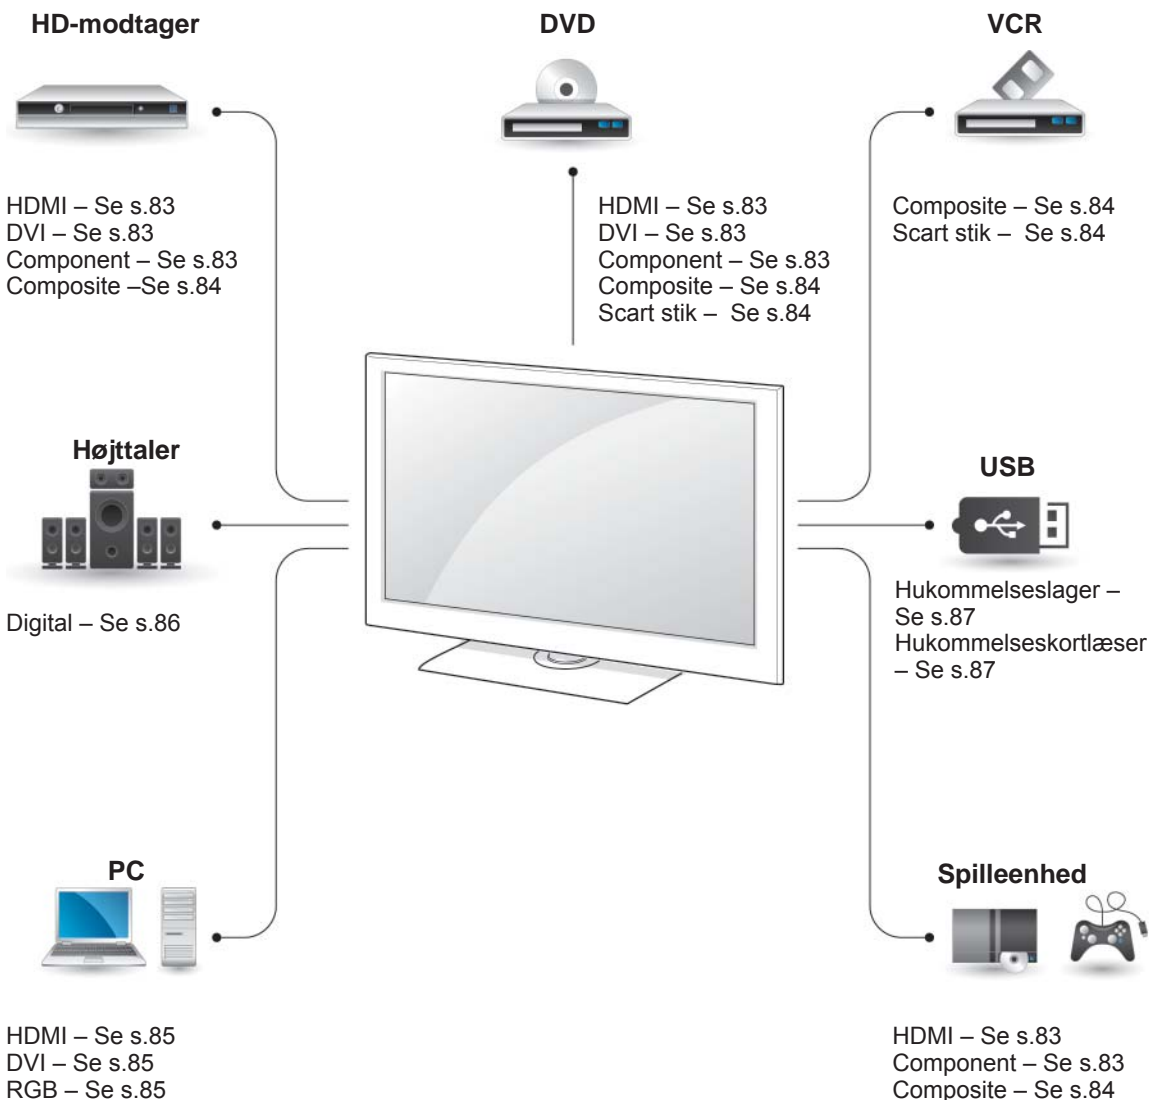 HD-modtager
HDMI – Se s.83
DVI – Se s.83
Component – Se s.83
Composite –Se s.84
DVD
HDMI – Se s.83
DVI – Se s.83
Component – Se s.83
Composite – Se s.84
Scart stik –  Se s.84
VCR
Composite – Se s.84
Scart stik –  Se s.84
Højttaler
Digital – Se s.86
USB
Hukommelseslager –
Se s.87
Hukommelseskortlæser
– Se s.87
PC
HDMI – Se s.85
DVI – Se s.85
RGB – Se s.85
Spilleenhed
HDMI – Se s.83
Component – Se s.83
Composite – Se s.84